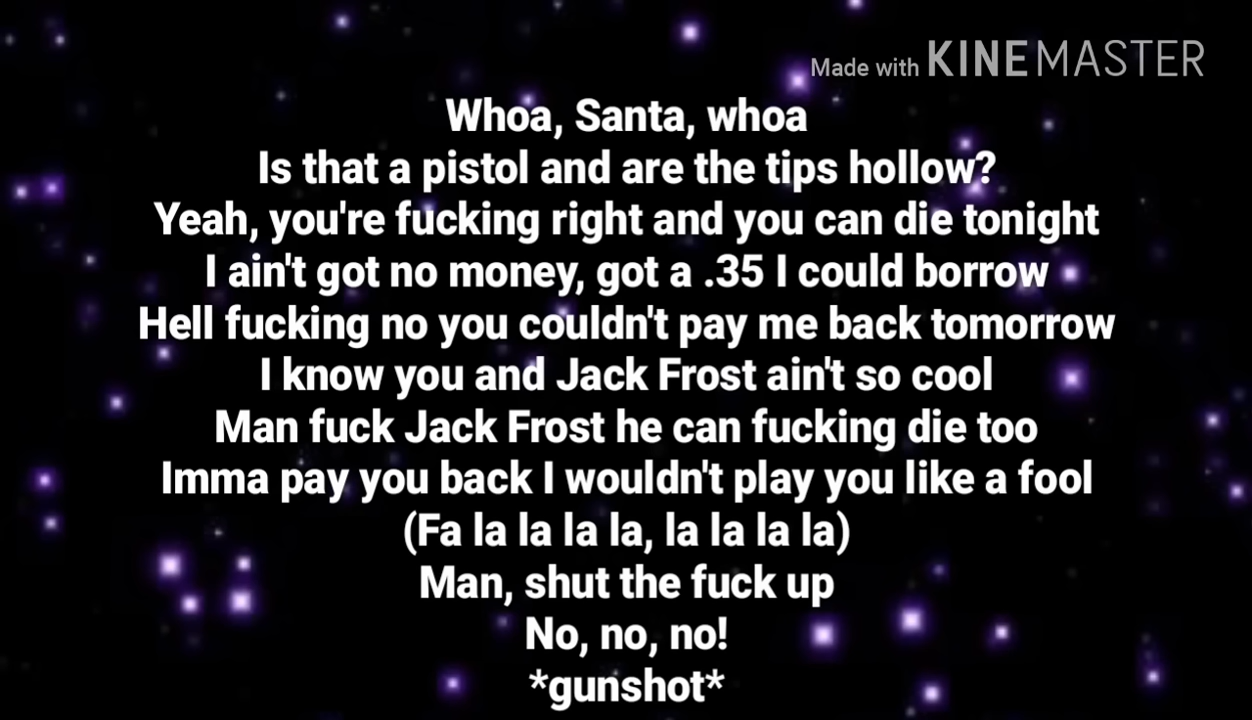 Made with KINEMASTER
Whoa, Santa, whoa
Is that a pistol and are the tips hollow?
Yeah, you're fucking right and you can die tonight
I ain't got no money, got a .35 I could borrow
Hell fucking no you couldn't pay me back tomorrow
I know you and Jack Frost ain't so cool
Man fuck Jack Frost he can fucking die too
Imma pay you back I wouldn't play you like a fool
(Fa la la la la, la la la la)
Man, shut the fuck up
No, no, no!
*gunshot*